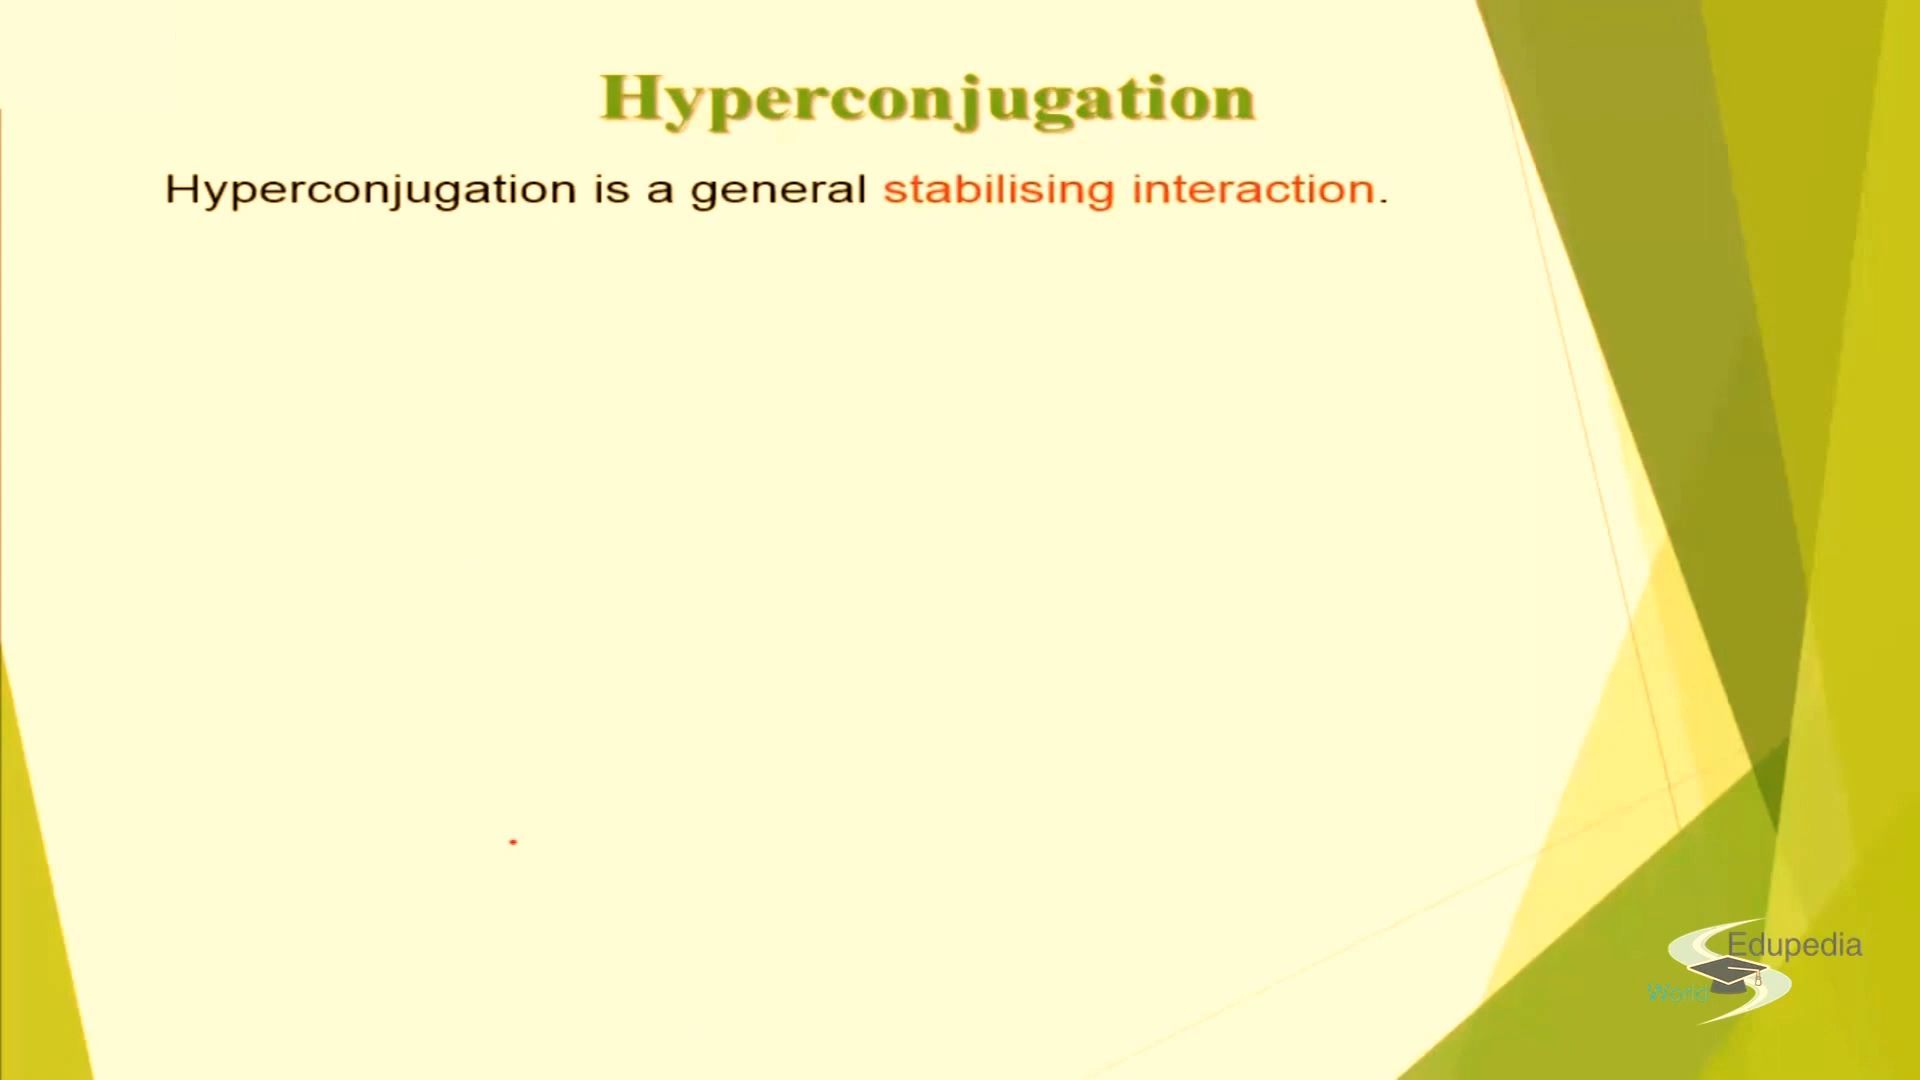 Hyperconjugation
Hyperconjugation is a general stabilising interaction.
Edupedia
World